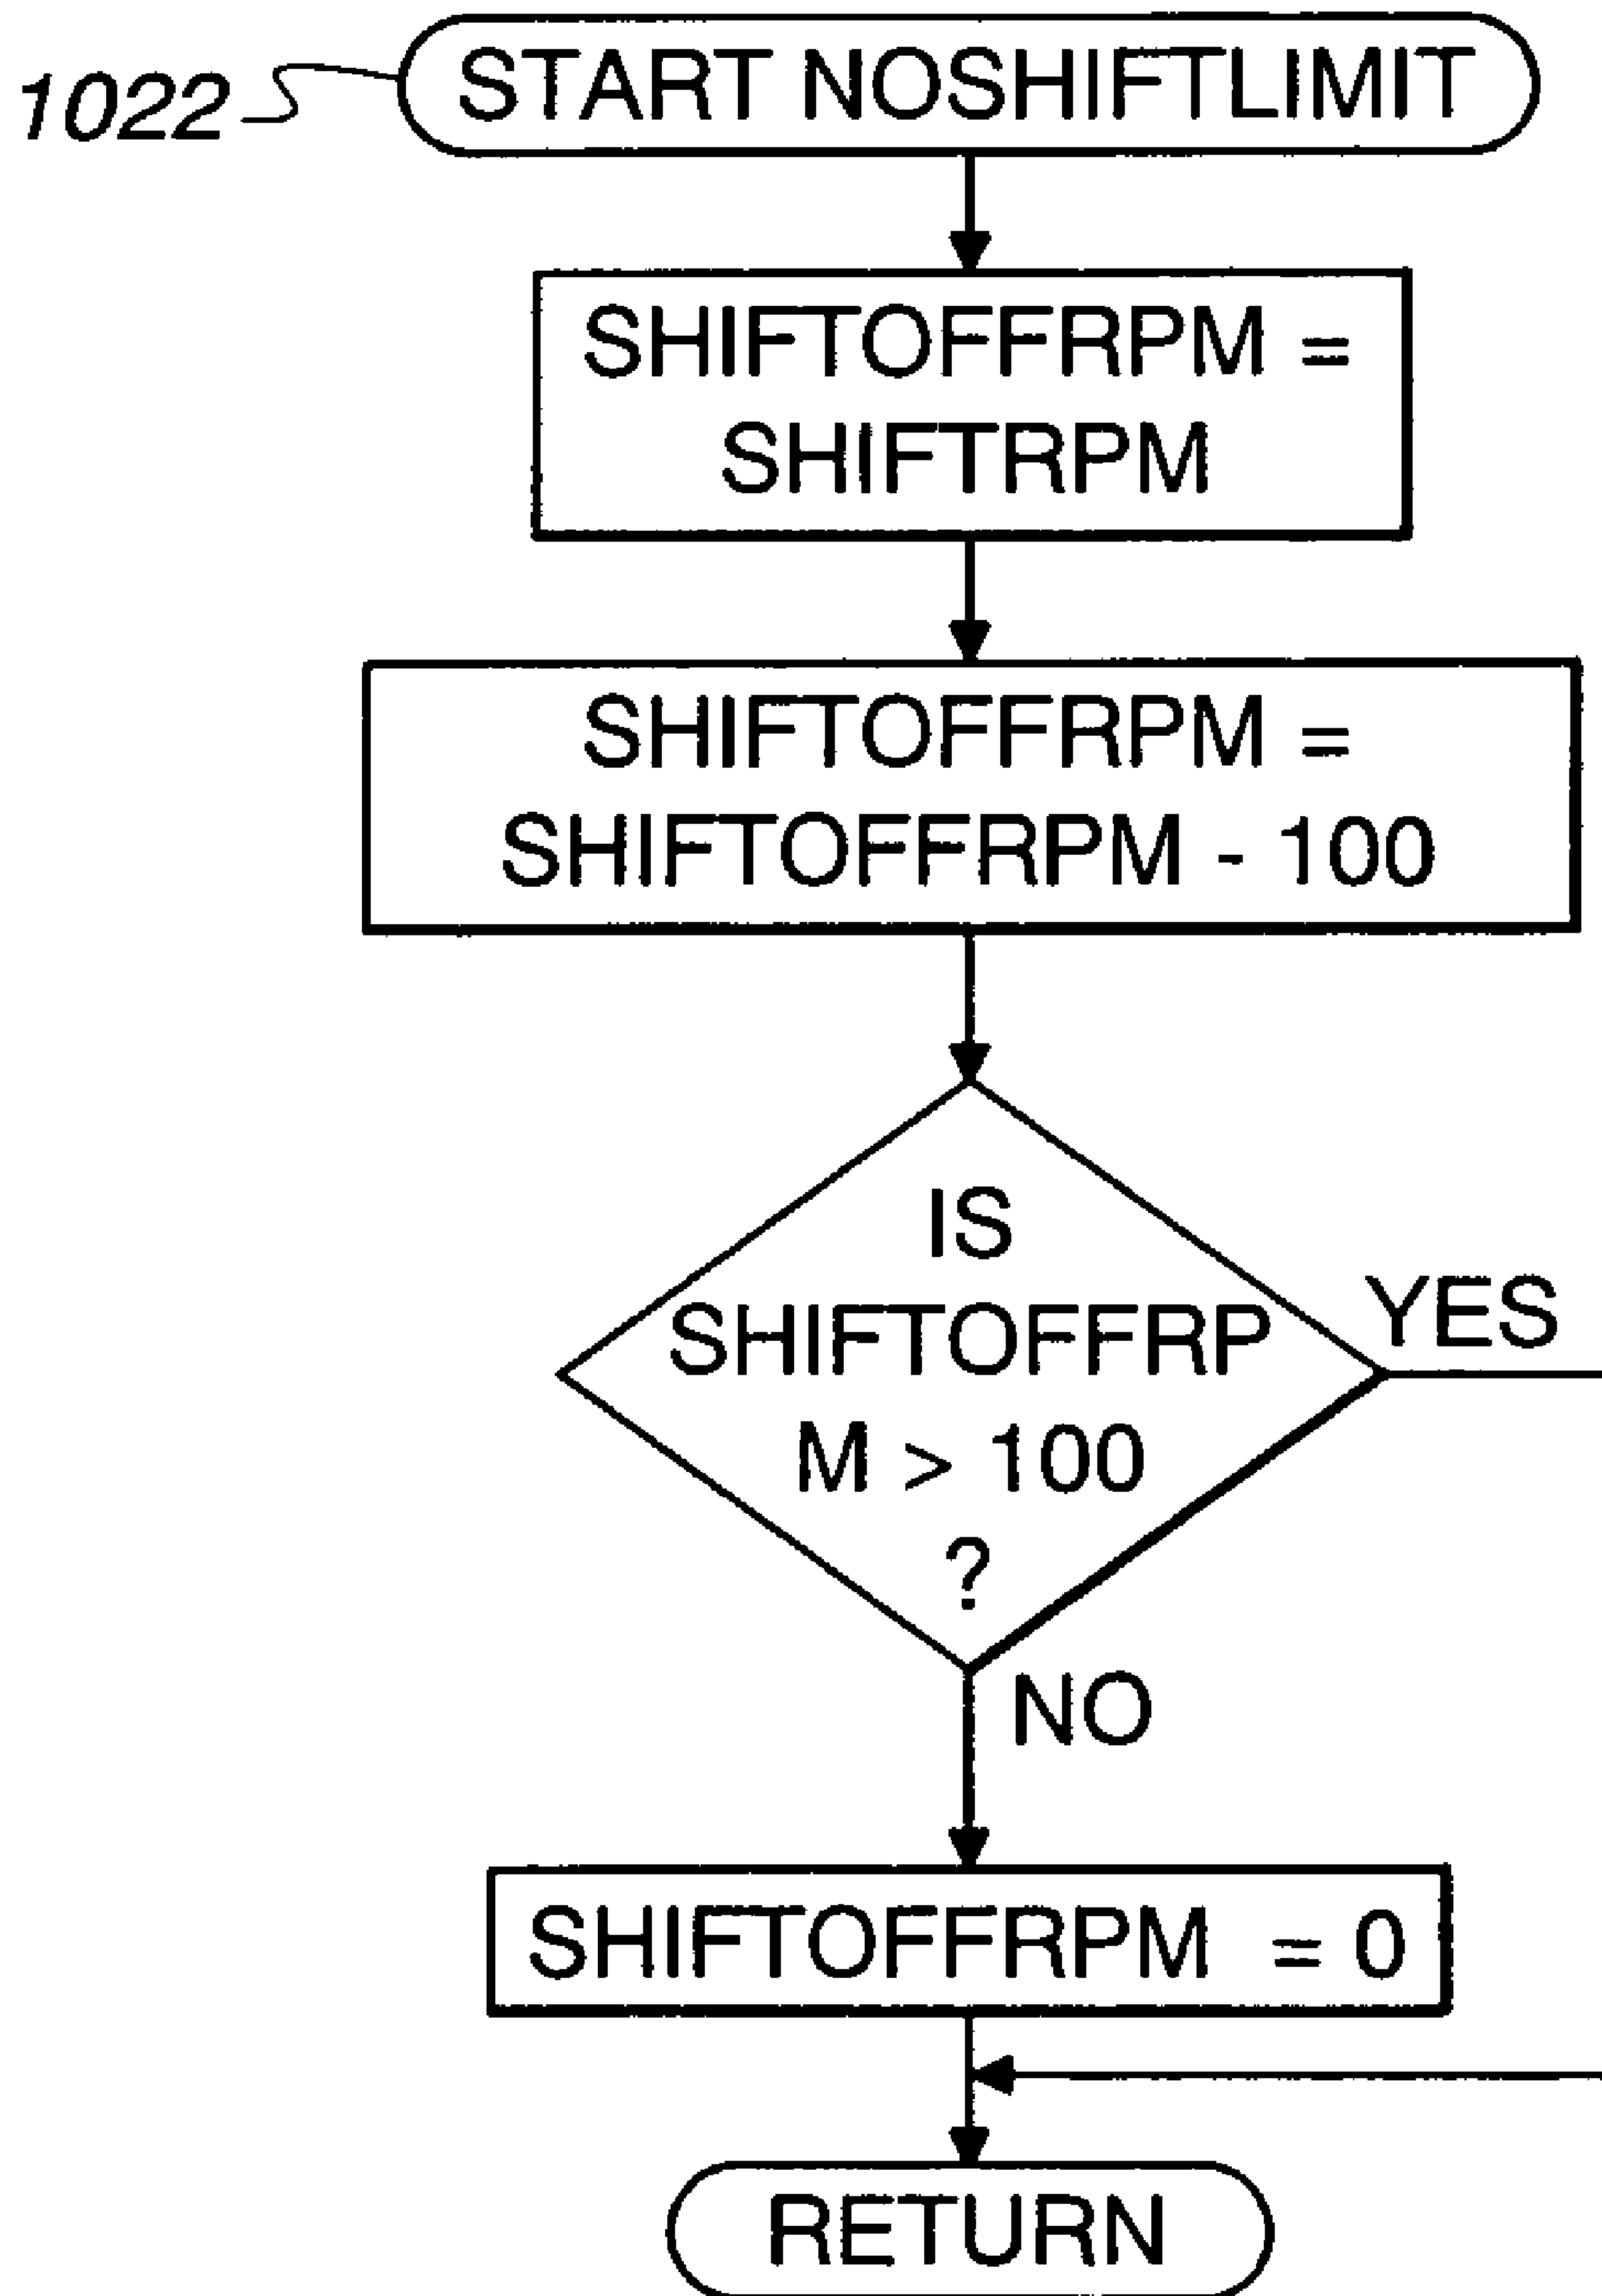 1022
START NOSHIFTLIMIT
SHIFTOFFRPM =
SHIFTRPM
SHIFTOFFRPM =
SHIFTOFFRPM - 100
IS
SHIFTOFFRP
M > 100
?
YES
NO
SHIFTOFFRPM = 0
RETURN